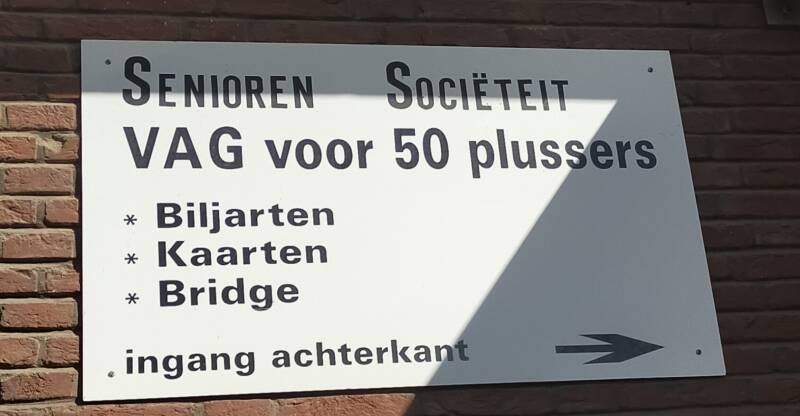 SENIOREN SOCIËTEIT
VAG voor 50 plussers
* Biljarten
* Kaarten
* Bridge
ingang achterkant